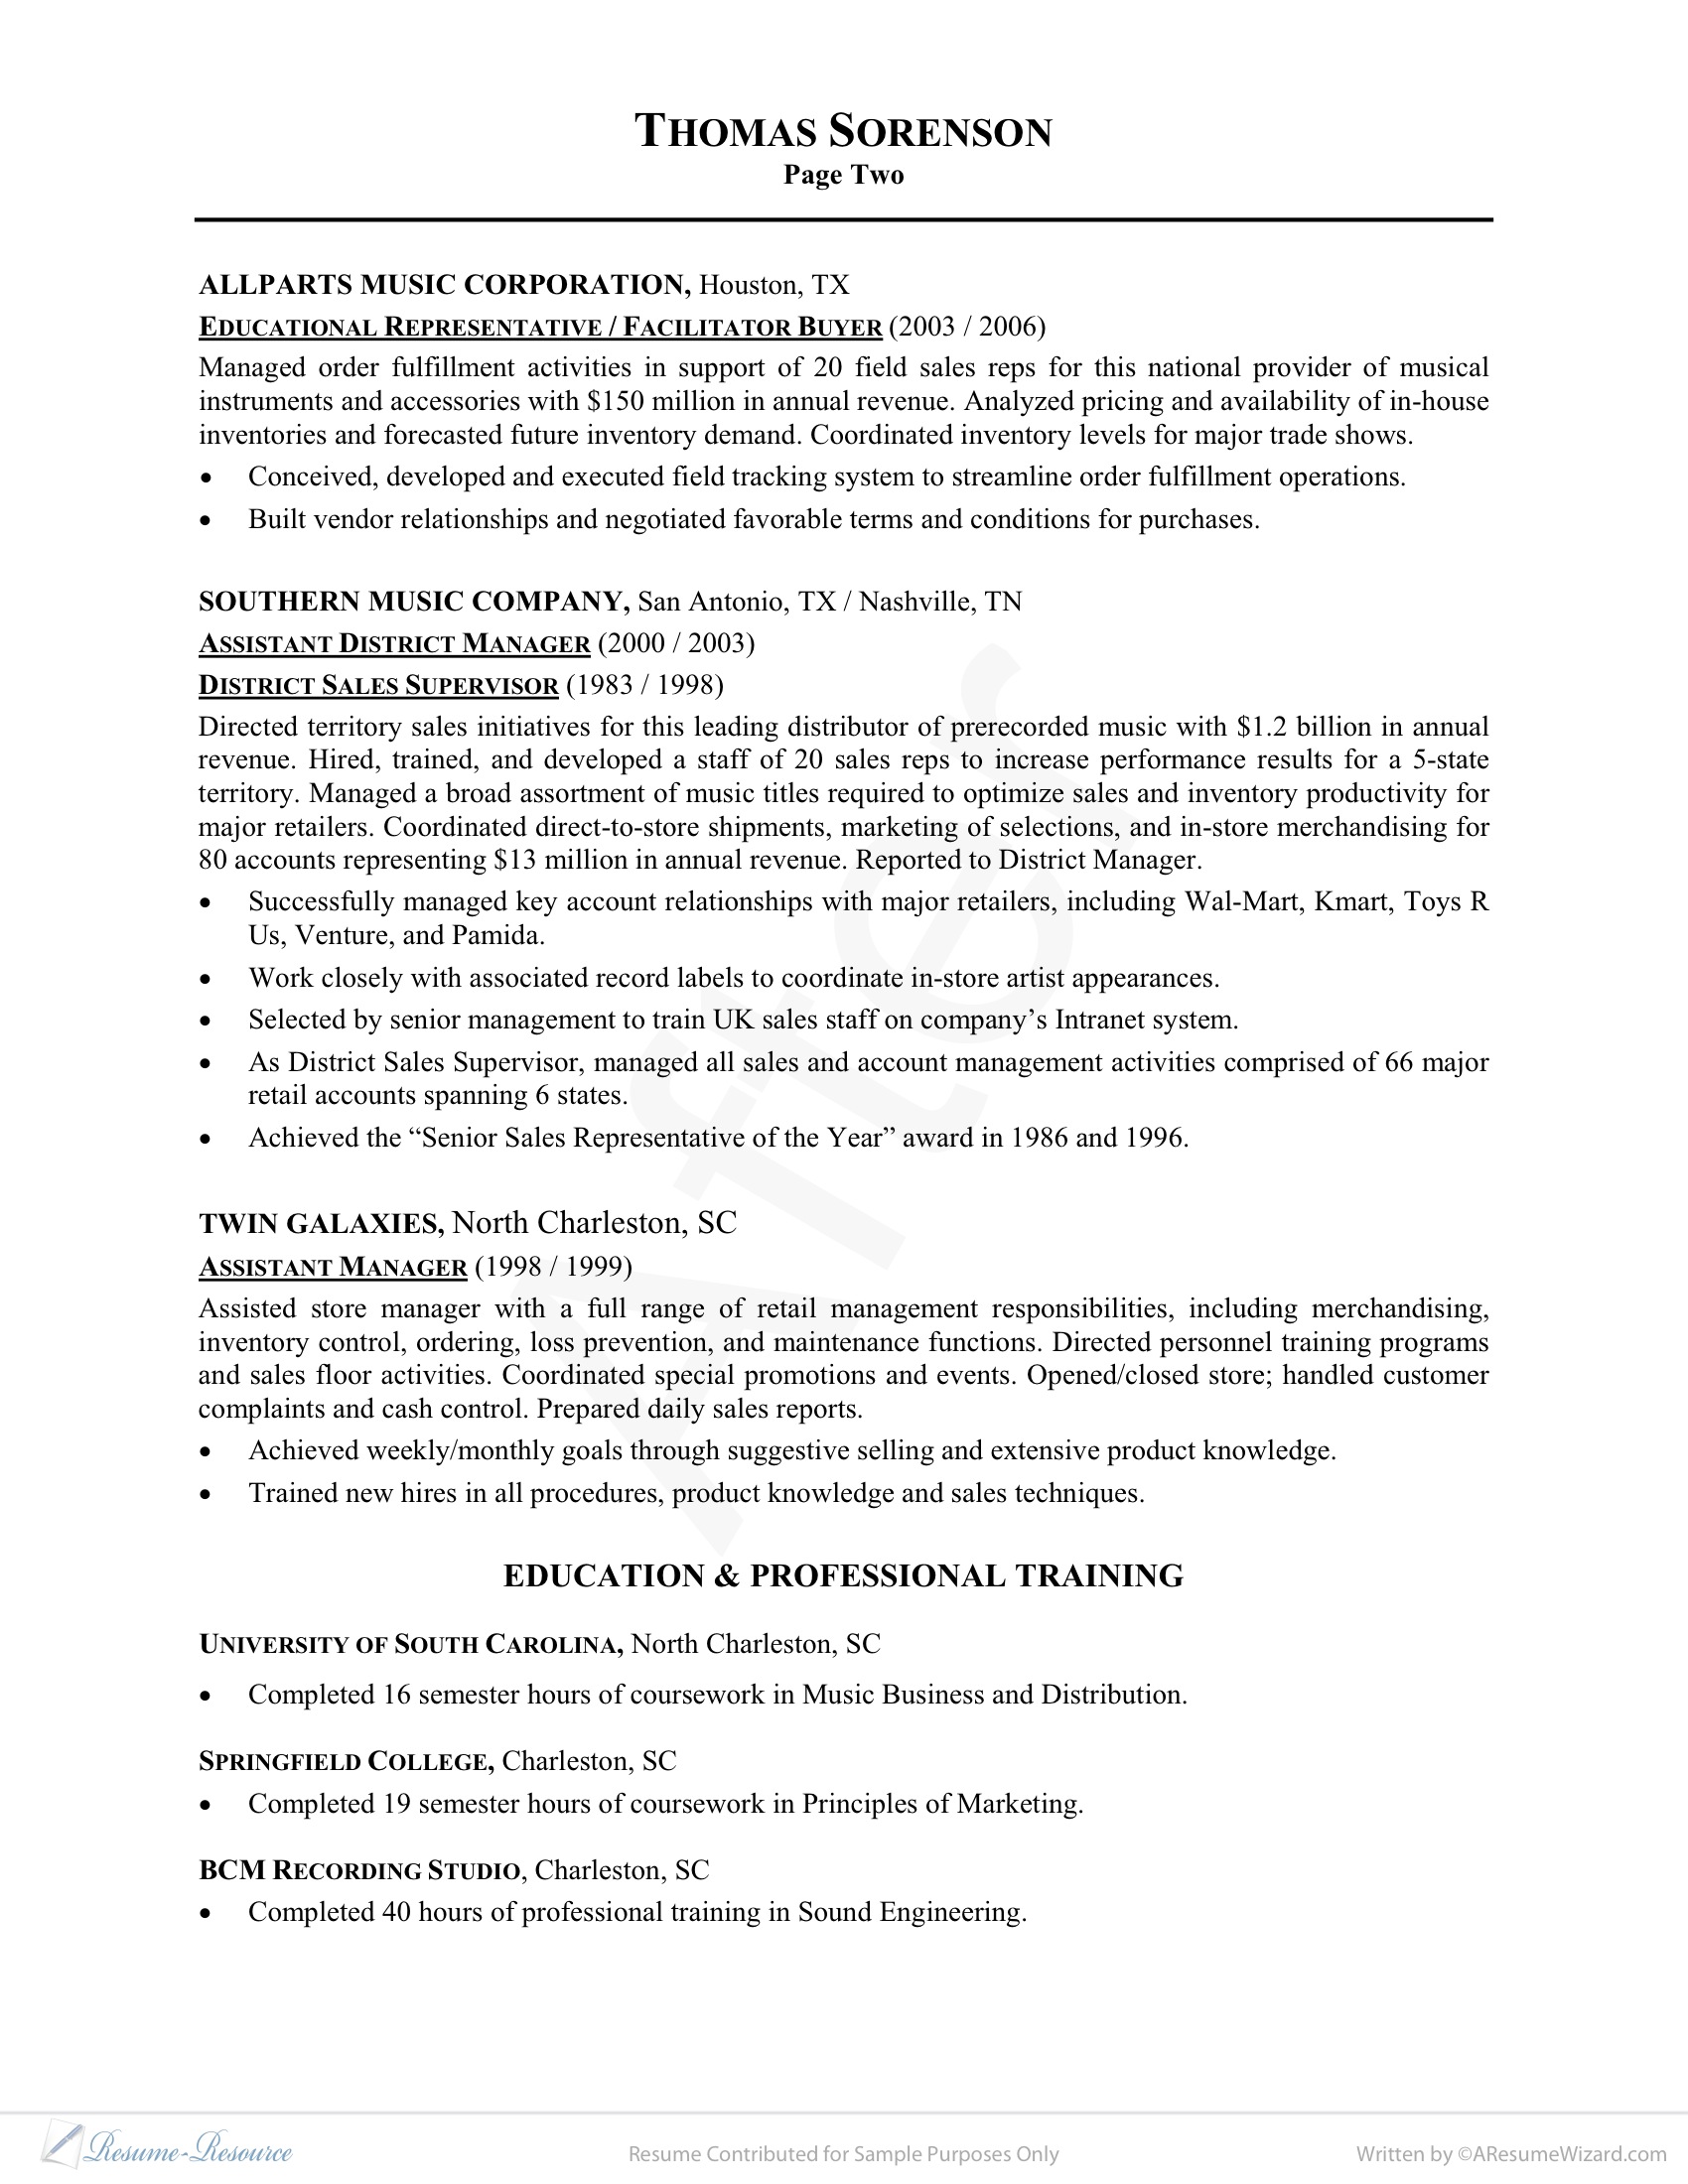 THOMAS SORENSON
Page Two
ALLPARTS MUSIC CORPORATION, Houston, TX
EDUCATIONAL REPRESENTATIVE / FACILITATOR BUYER (2003 / 2006)
Managed order fulfillment activities in support of 20 field sales reps for this national provider of musical
instruments and accessories with $150 million in annual revenue. Analyzed pricing and availability of in-house
inventories and forecasted future inventory demand. Coordinated inventory levels for major trade shows.
• Conceived, developed and executed field tracking system to streamline order fulfillment operations.
• Built vendor relationships and negotiated favorable terms and conditions for purchases.
SOUTHERN MUSIC COMPANY, San Antonio, TX / Nashville, TN
ASSISTANT DISTRICT MANAGER (2000 / 2003)
DISTRICT SALES SUPERVISOR (1983 / 1998)
Directed territory sales initiatives for this leading distributor of prerecorded music with $1.2 billion in annual
revenue. Hired, trained, and developed a staff of 20 sales reps to increase performance results for a 5-state
territory. Managed a broad assortment of music titles required to optimize sales and inventory productivity for
major retailers. Coordinated direct-to-store shipments, marketing of selections, and in-store merchandising for
80 accounts representing $13 million in annual revenue. Reported to District Manager.
• Successfully managed key account relationships with major retailers, including Wal-Mart, Kmart, Toys R
Us, Venture, and Pamida.
• Work closely with associated record labels to coordinate in-store artist appearances.
• Selected by senior management to train UK sales staff on company’s Intranet system.
• As District Sales Supervisor, managed all sales and account management activities comprised of 66 major
retail accounts spanning 6 states.
• Achieved the “Senior Sales Representative of the Year” award in 1986 and 1996.
TWIN GALAXIES, North Charleston, SC
ASSISTANT MANAGER (1998 / 1999)
Assisted store manager with a full range of retail management responsibilities, including merchandising,
inventory control, ordering, loss prevention, and maintenance functions. Directed personnel training programs
and sales floor activities. Coordinated special promotions and events. Opened/closed store; handled customer
complaints and cash control. Prepared daily sales reports.
• Achieved weekly/monthly goals through suggestive selling and extensive product knowledge.
• Trained new hires in all procedures, product knowledge and sales techniques.
After
EDUCATION & PROFESSIONAL TRAINING
UNIVERSITY OF SOUTH CAROLINA, North Charleston, SC
• Completed 16 semester hours of coursework in Music Business and Distribution.
SPRINGFIELD COLLEGE, Charleston, SC
• Completed 19 semester hours of coursework in Principles of Marketing.
BCM RECORDING STUDIO, Charleston, SC
• Completed 40 hours of professional training in Sound Engineering.
Resume-Resource
Resume Contributed for Sample Purposes Only
Written by ©AResumeWizard.com